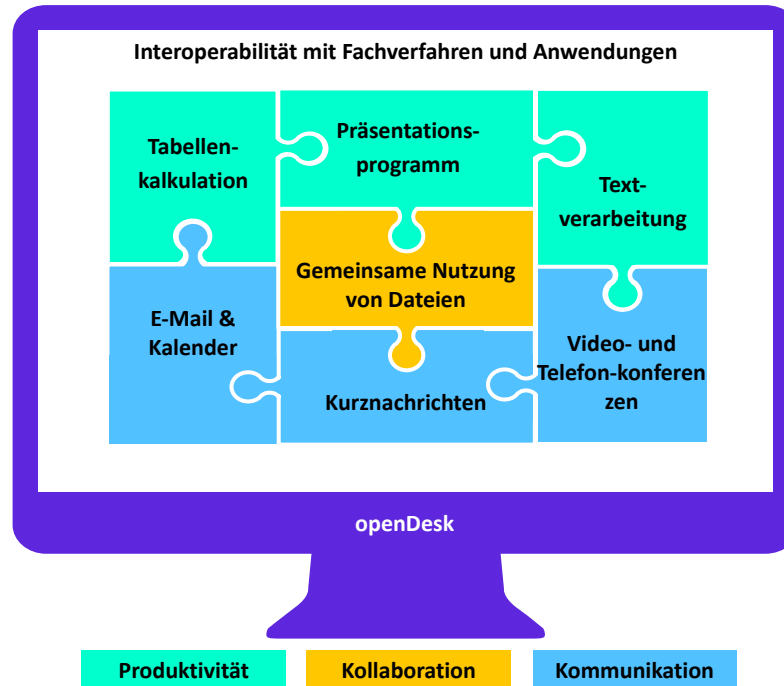 Interoperabilität mit Fachverfahren und Anwendungen
Tabellen-
kalkulation
Präsentations-
programm
Text-
verarbeitung
Gemeinsame Nutzung
von Dateien
E-Mail &
Kalender
Kurznachrichten
Video- und
Telefon-konferen
zen
openDesk
Produktivität
Kollaboration
Kommunikation